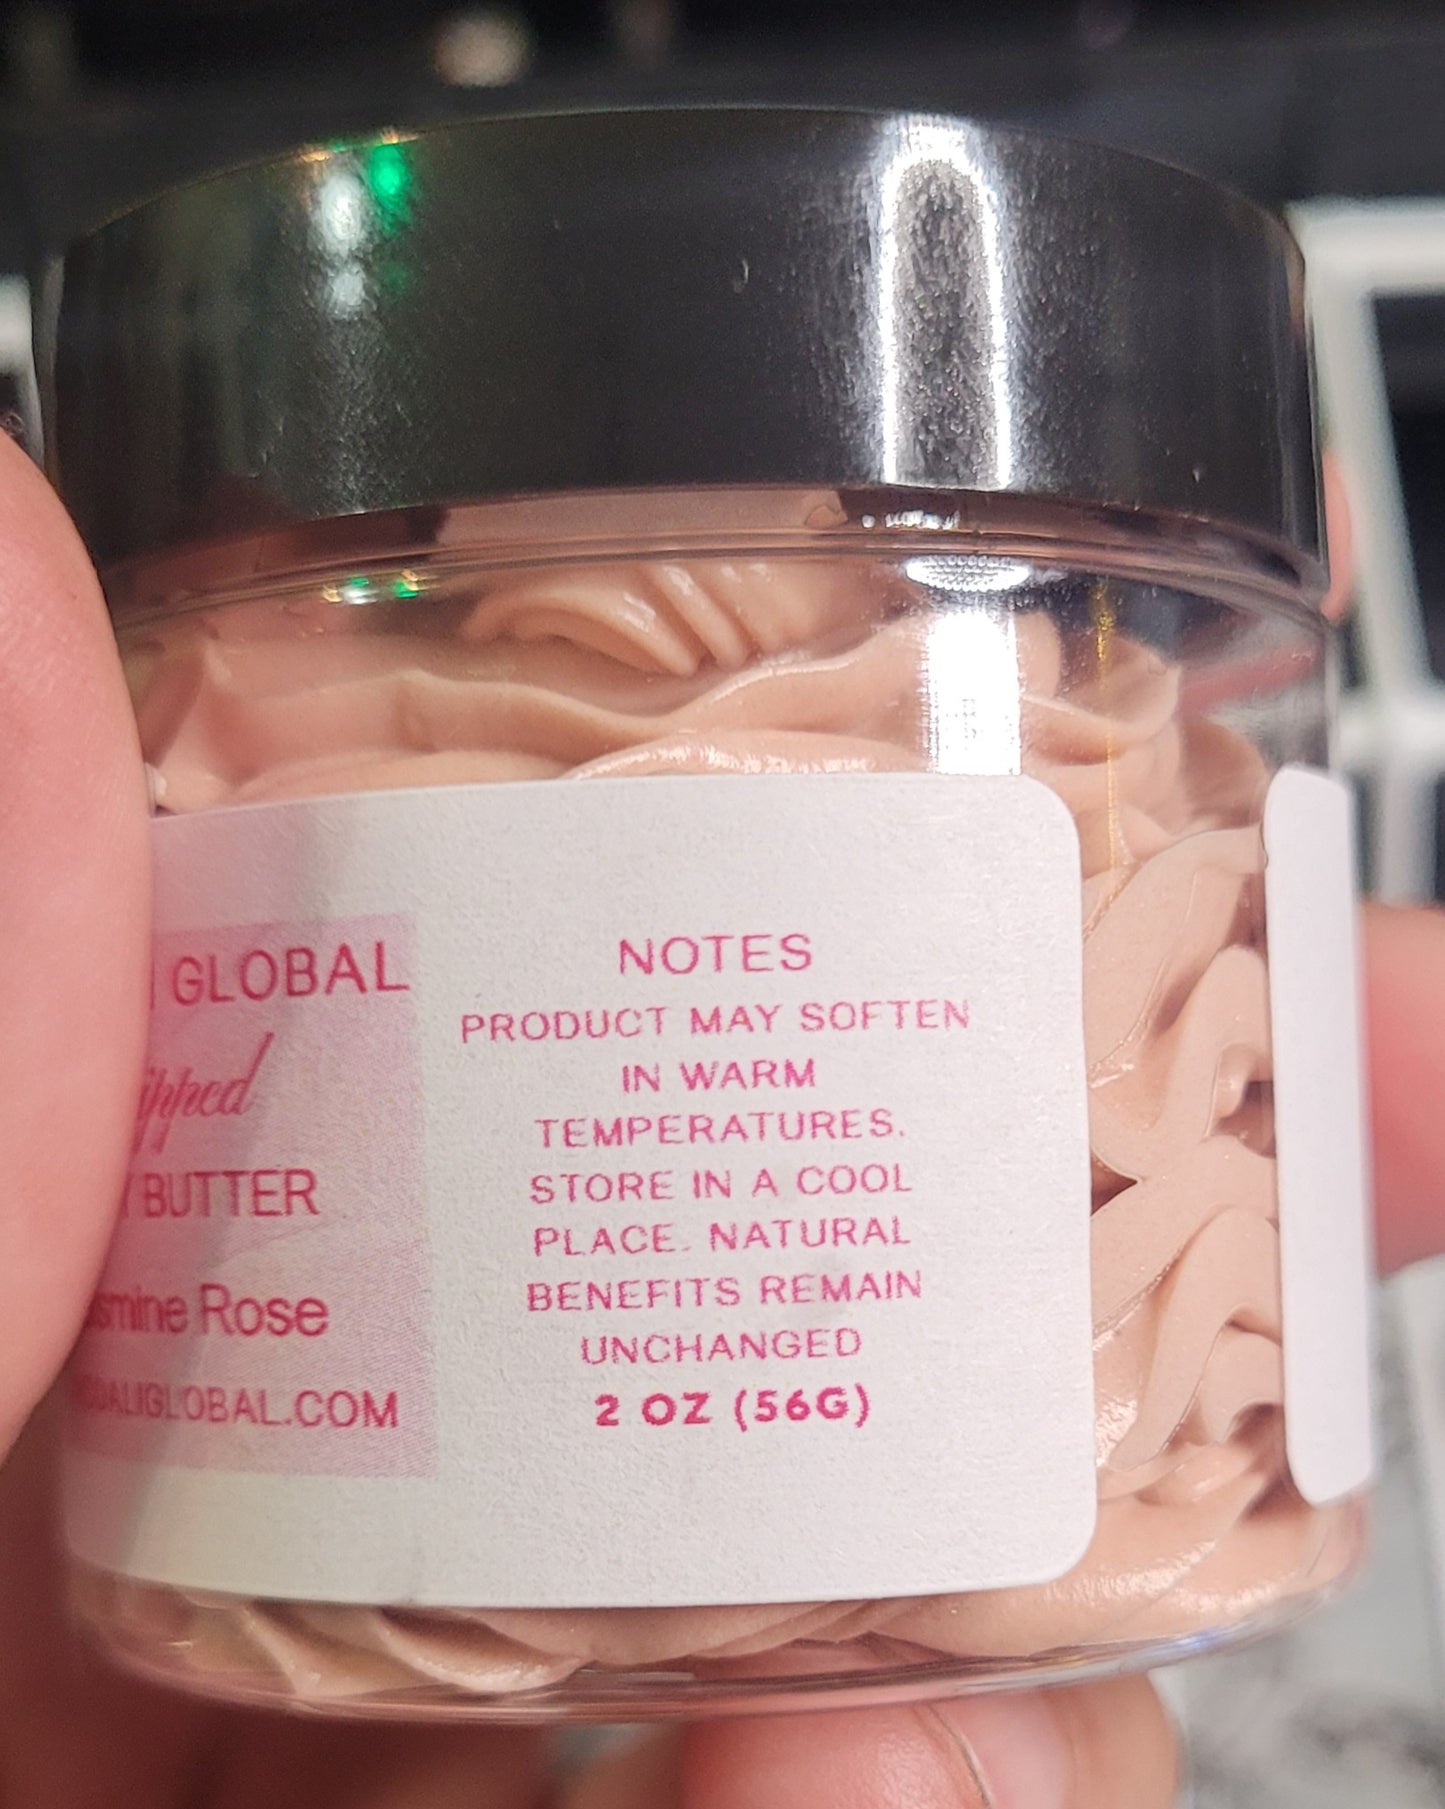 GLOBAL
BUTTER
Rose
NOTES
PRODUCT MAY SOFTEN
IN WARM
TEMPERATURES.
STORE IN A COOL
PLACE. NATURAL
BENEFITS REMAIN
UNCHANGED
2 OZ (56G)